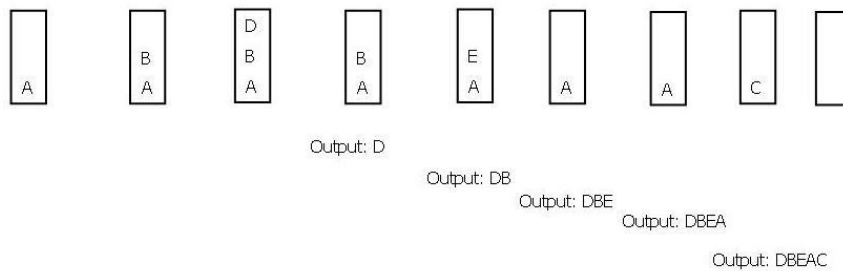 D
B B B E
A A A A A A A C
Output: D
Output: DB
Output: DBE
Output: DBEA
Output: DBEAC